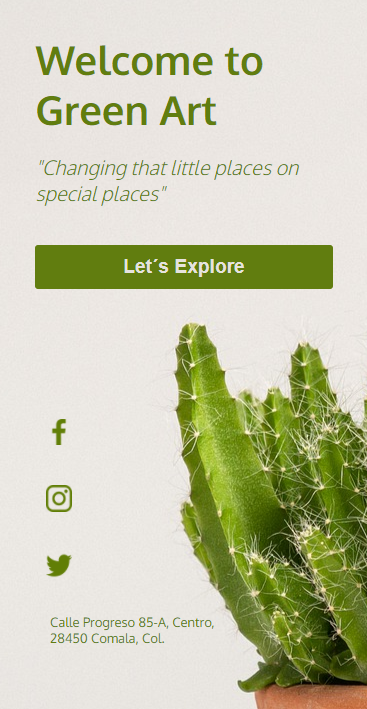 Welcome to
Green Art
"Changing that little places on
special places"
Let´s Explore
Calle Progreso 85-A, Centro,
28450 Comala, Col.